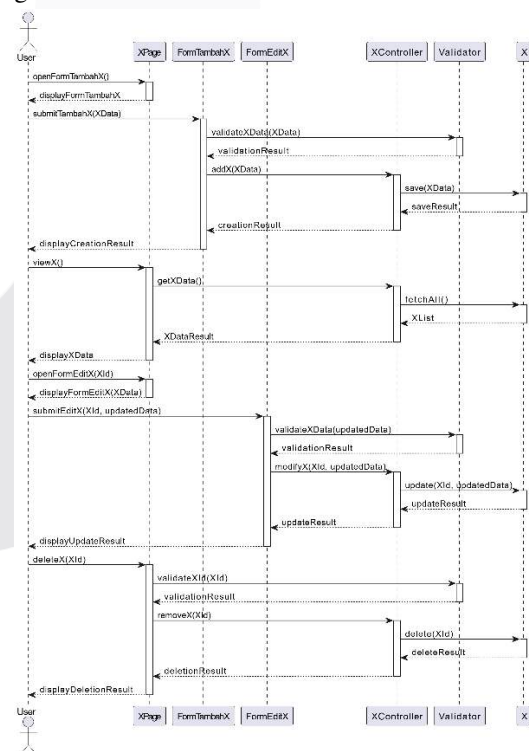 User
XPage FormTambahX FormEditX XController Validator X
openFormTambahX()
displayFormTambahX
submitTambahX(XData)
validateXData(XData)
validationResult
addX(XData)
save(XData)
saveResult
creationResult
displayCreationResult
viewX()
getXData()
fetchAll()
XList
XDataResult
displayXData
openFormEditX(XId)
displayFormEditX(XData)
submitEditX(XId, updatedData)
validateXData(updatedData)
validationResult
modifyX(XId, updatedData)
update(XId, updatedData)
updateResult
updateResult
displayUpdateResult
deleteX(XId)
validateXId(XId)
validationResult
removeX(XId)
delete(XId)
deleteResult
deletionResult
displayDeletionResult
User
XPage FormTambahX FormEditX XController Validator X